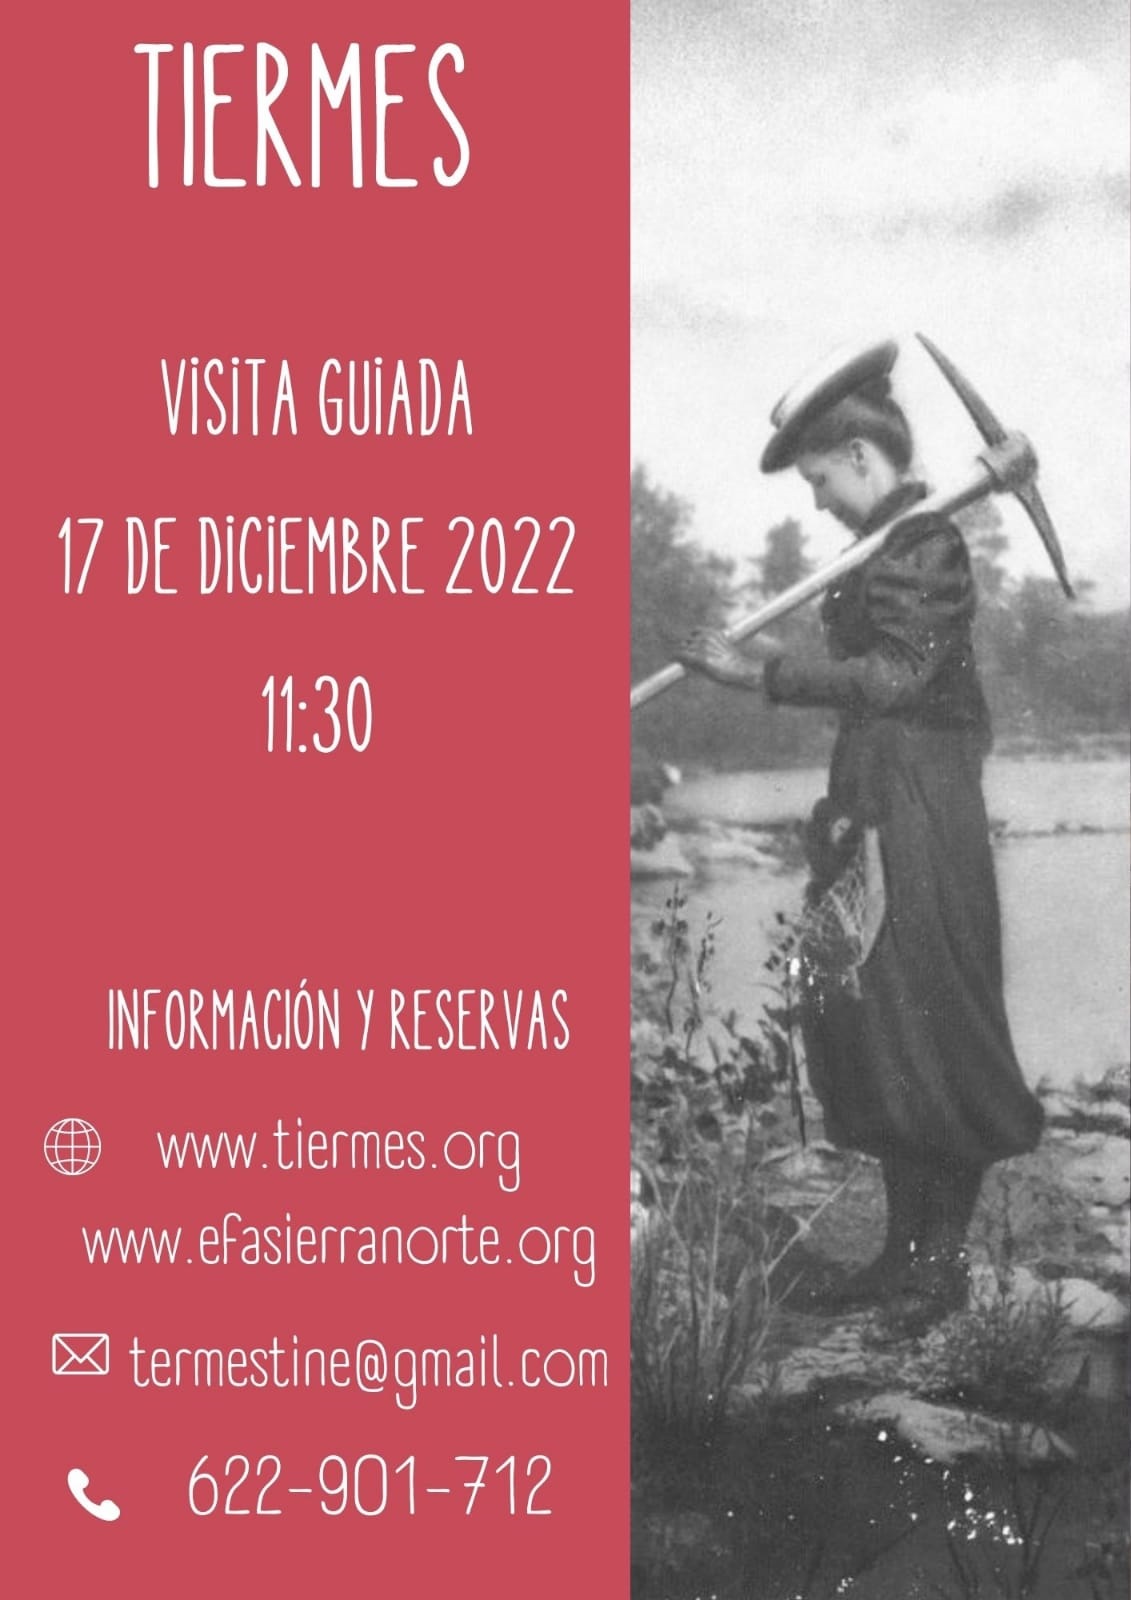 TIERMES
VISITA GUIADA
17 DE DICIEMBRE 2022
11:30
INFORMACIÓN Y RESERVAS
www.tiermes.org
www.efasierranorte.org
termestine@gmail.com
622-901-712